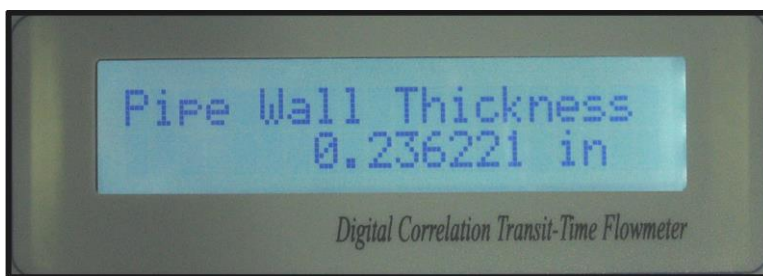 Pipe Wall Thickness
0.236221 in
Digital Correlation Transit-Time Flowmeter